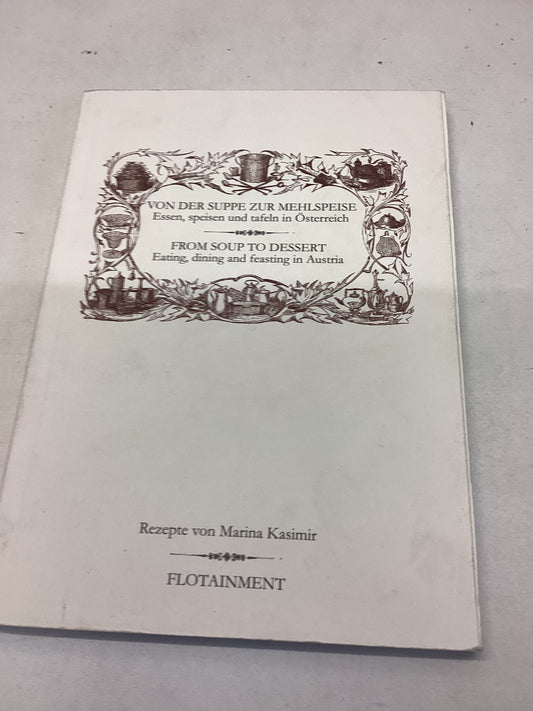 VON DER SUPPE ZUR MEHLSPEISE
Essen, speisen und tafeln in Österreich
FROM SOUP TO DESSERT
Eating, dining and feasting in Austria
Rezepte von Marina Kasimir
FLOTAINMENT